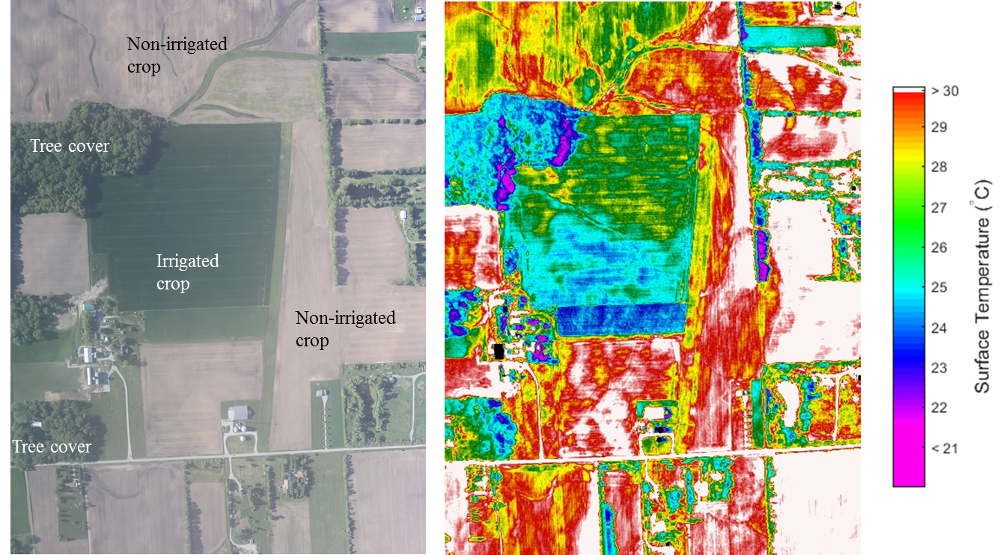 Non-irrigated
crop
Tree cover
Irrigated
crop
Non-irrigated
crop
Tree cover
> 30
29
28
27
26
25
24
23
22
< 21
Surface Temperature (°C)